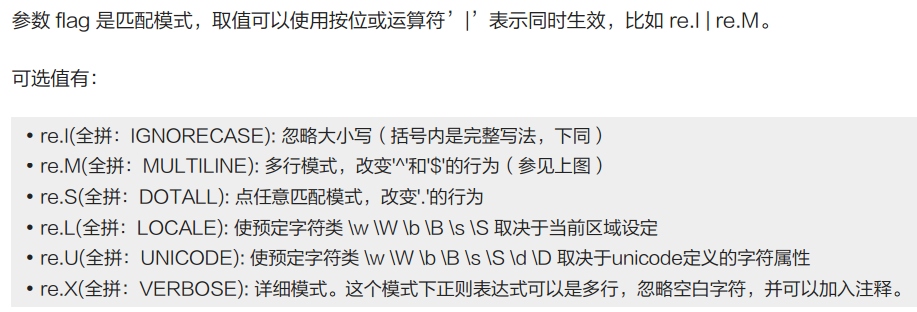 参数 flag 是匹配模式，取值可以使用按位或运算符’|’表示同时生效，比如 re.I | re.M。
可选值有：
• re.I(全拼：IGNORECASE): 忽略大小写（括号内是完整写法，下同）
• re.M(全拼：MULTILINE): 多行模式，改变'^'和'$'的行为（参见上图）
• re.S(全拼：DOTALL): 点任意匹配模式，改变'.'的行为
• re.L(全拼：LOCALE): 使预定字符类 \w \W \b \B \s \S 取决于当前区域设定
• re.U(全拼：UNICODE): 使预定字符类 \w \W \b \B \s \S \d \D 取决于unicode定义的字符属性
• re.X(全拼：VERBOSE): 详细模式。这个模式下正则表达式可以是多行，忽略空白字符，并可以加入注释。